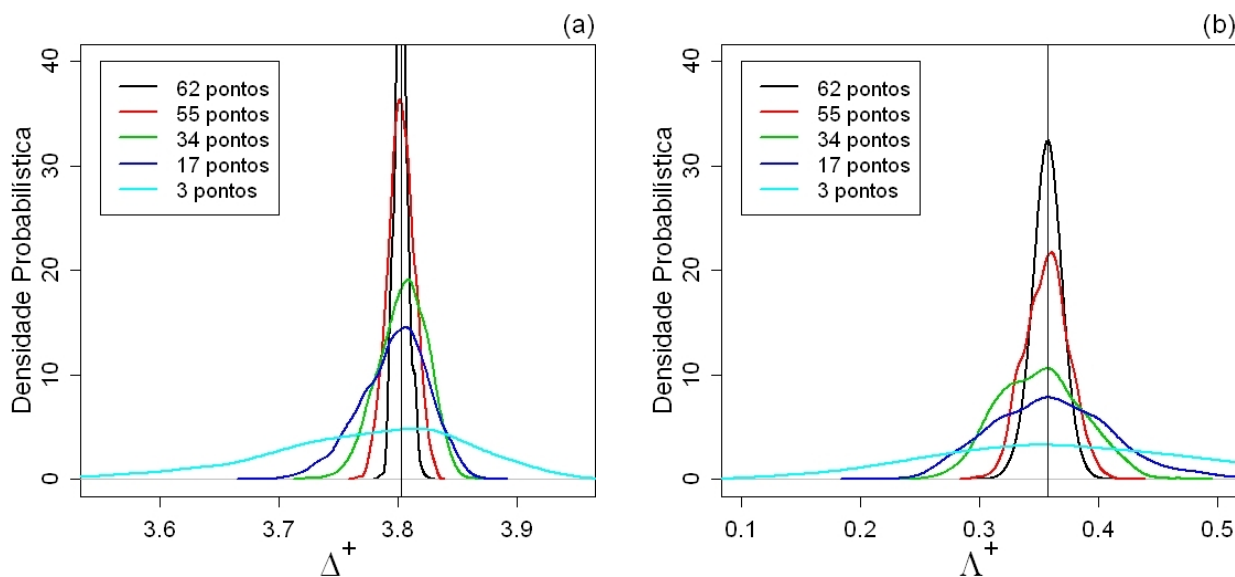 (a)
Densidade Probabilística
40
30
20
10
0
62 pontos
55 pontos
34 pontos
17 pontos
3 pontos
3.6 3.7 3.8 3.9
Δ⁺
(b)
Densidade Probabilística
40
30
20
10
0
62 pontos
55 pontos
34 pontos
17 pontos
3 pontos
0.1 0.2 0.3 0.4 0.5
Λ⁺